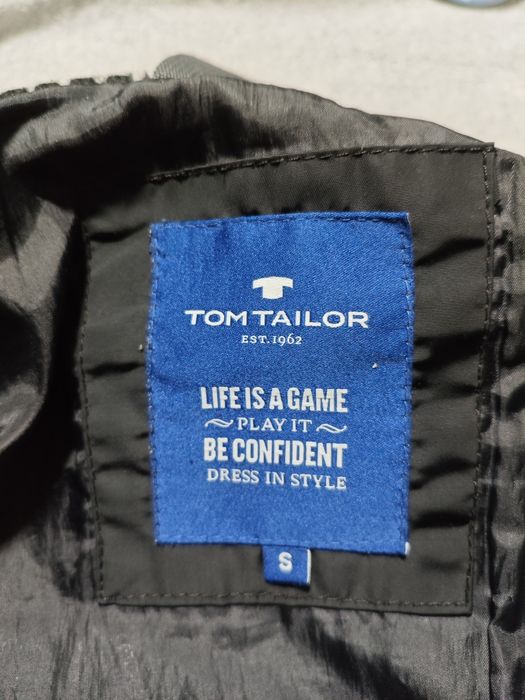 TOM TAILOR
EST. 1962
LIFE IS A GAME
~PLAY IT~
BE CONFIDENT
DRESS IN STYLE
S